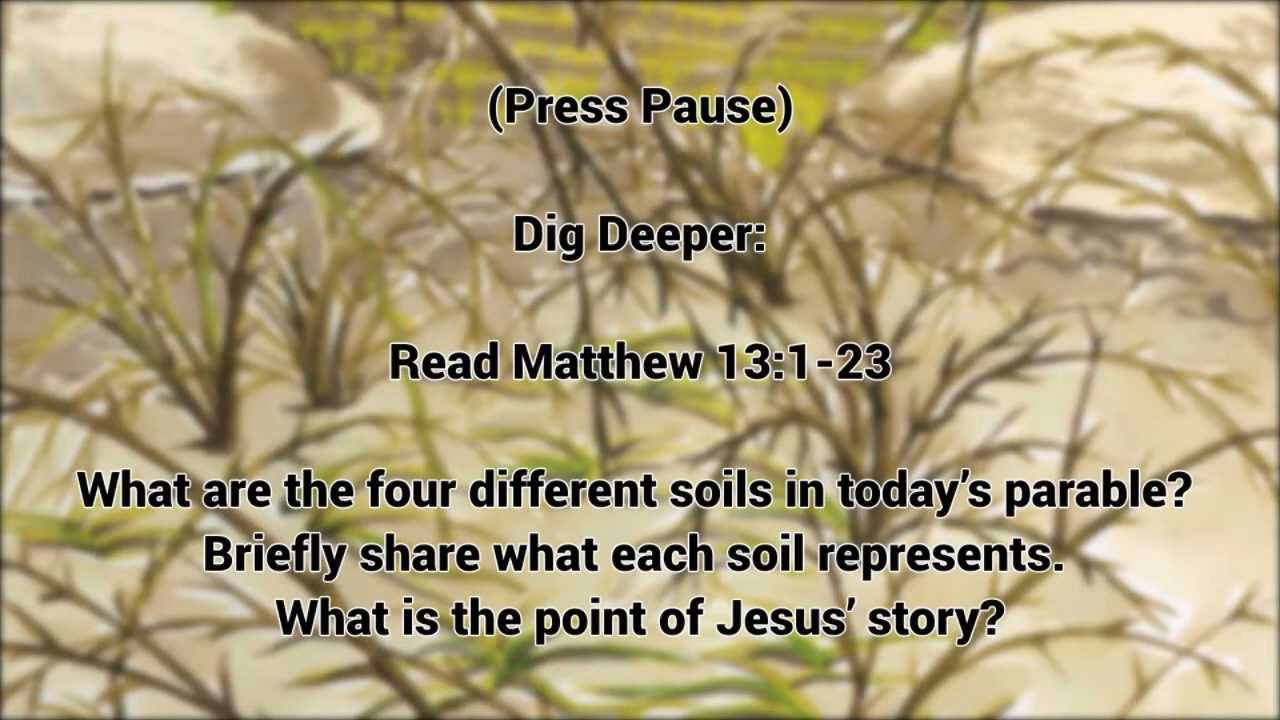 (Press Pause)
Dig Deeper:
Read Matthew 13:1-23
What are the four different soils in today’s parable?
Briefly share what each soil represents.
What is the point of Jesus’ story?